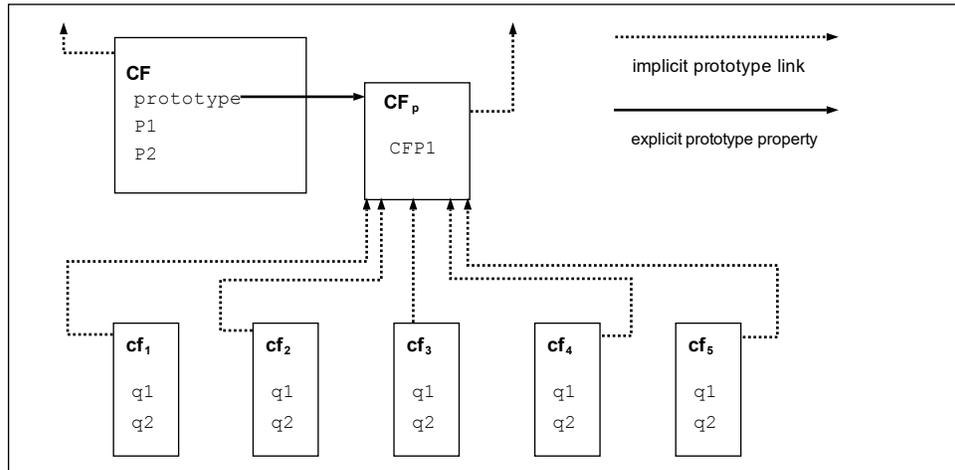 CF
prototype
P1
P2
CFₚ
CFP1
implicit prototype link
explicit prototype property
cf₁
q1
q2
cf₂
q1
q2
cf₃
q1
q2
cf₄
q1
q2
cf₅
q1
q2